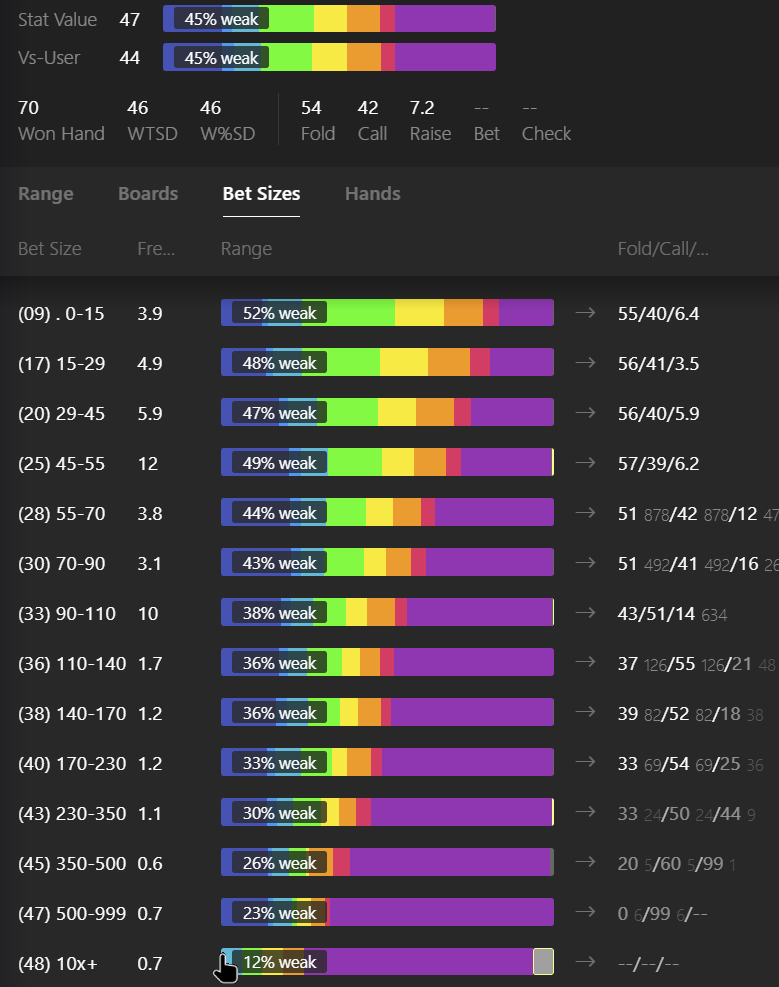 Stat Value 47 45% weak
Vs-User 44 45% weak
70 46 46 54 42 7.2 -- --
Won Hand WTSD W%SD Fold Call Raise Bet Check
Range Boards Bet Sizes Hands
Bet Size Fre... Range Fold/Call/...
(09) . 0-15 3.9 52% weak → 55/40/6.4
(17) 15-29 4.9 48% weak → 56/41/3.5
(20) 29-45 5.9 47% weak → 56/40/5.9
(25) 45-55 12 49% weak → 57/39/6.2
(28) 55-70 3.8 44% weak → 51 878/42 878/12 47
(30) 70-90 3.1 43% weak → 51 492/41 492/16 26
(33) 90-110 10 38% weak → 43/51/14 634
(36) 110-140 1.7 36% weak → 37 126/55 126/21 48
(38) 140-170 1.2 36% weak → 39 82/52 82/18 38
(40) 170-230 1.2 33% weak → 33 69/54 69/25 36
(43) 230-350 1.1 30% weak → 33 24/50 24/44 9
(45) 350-500 0.6 26% weak → 20 5/60 5/99 1
(47) 500-999 0.7 23% weak → 0 6/99 6/--
(48) 10x+ 0.7 12% weak → --/--/--